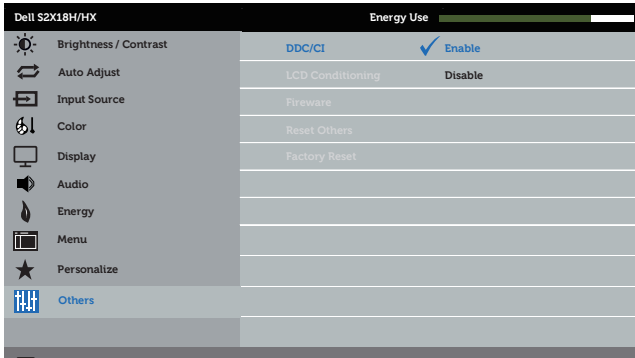 Dell S2X18H/HX
Energy Use
Brightness / Contrast
Auto Adjust
Input Source
Color
Display
Audio
Energy
Menu
Personalize
Others
DDC/CI
Enable
LCD Conditioning
Disable
Fireware
Reset Others
Factory Reset